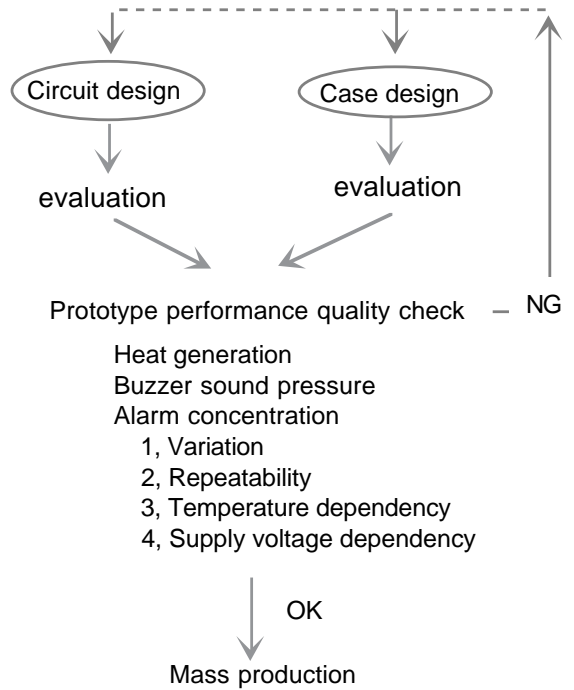 Circuit design
Case design
evaluation
evaluation
Prototype performance quality check – NG
Heat generation
Buzzer sound pressure
Alarm concentration
1, Variation
2, Repeatability
3, Temperature dependency
4, Supply voltage dependency
OK
Mass production